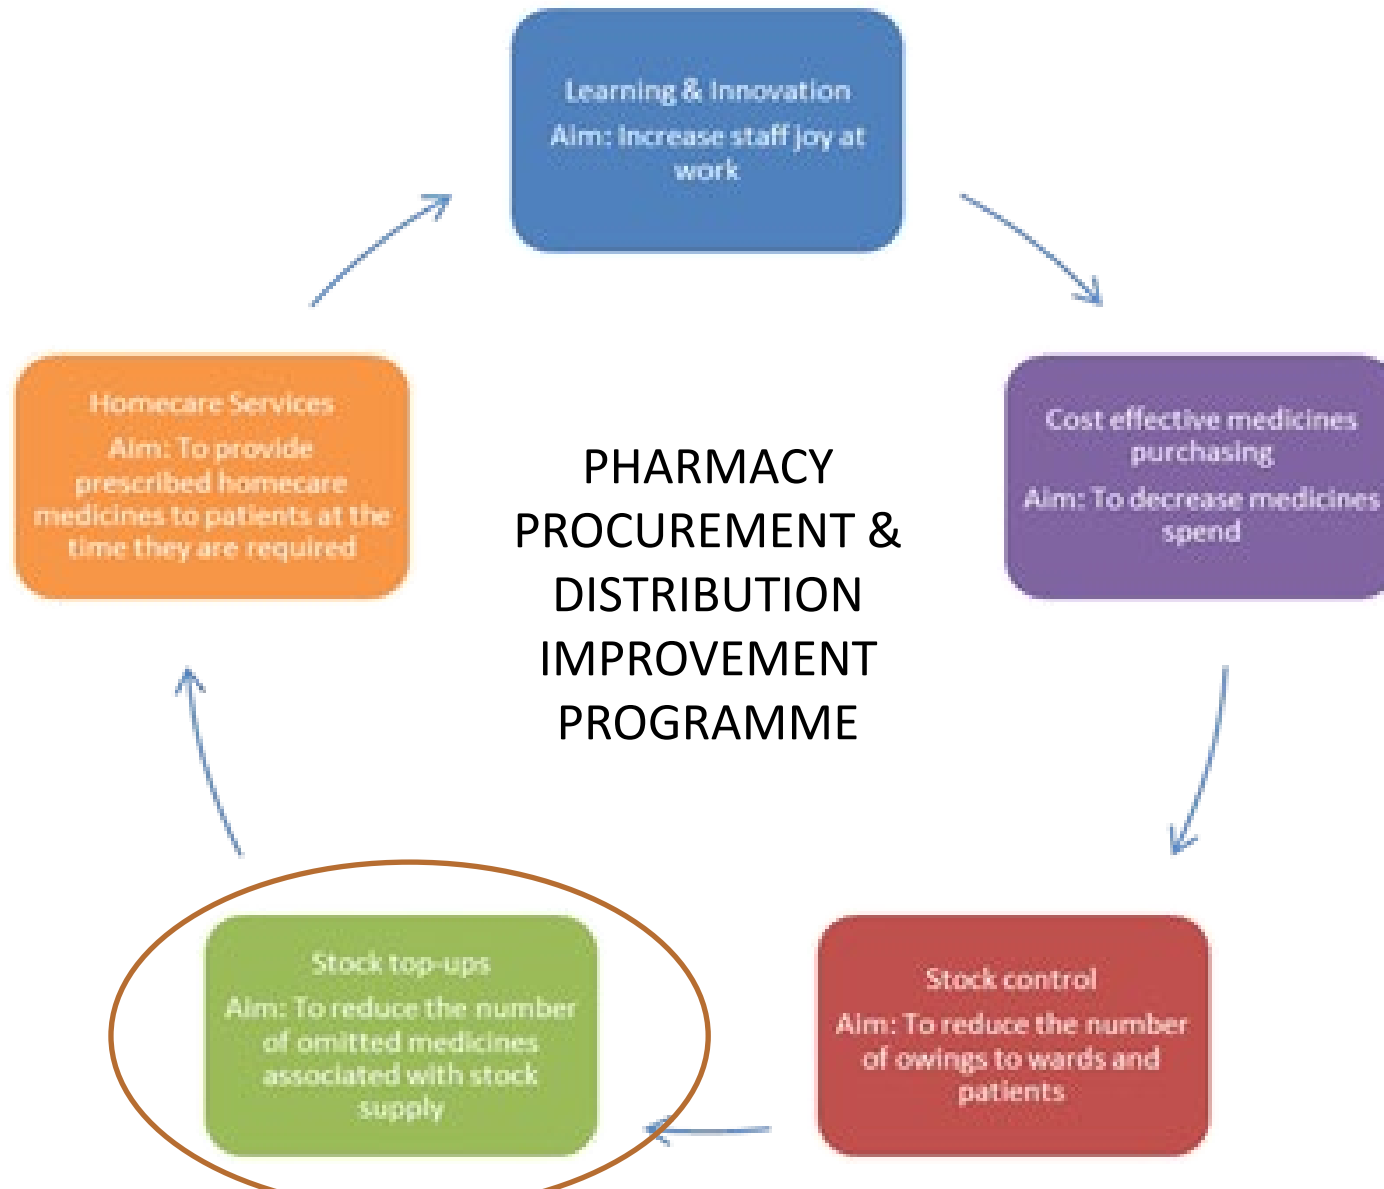 Learning & Innovation
Aim: Increase staff joy at
work
Cost effective medicines
purchasing
Aim: To decrease medicines
spend
Stock control
Aim: To reduce the number
of owings to wards and
patients
Stock top-ups
Aim: To reduce the number
of omitted medicines
associated with stock
supply
Homecare Services
Aim: To provide
prescribed homecare
medicines to patients at the
time they are required
PHARMACY
PROCUREMENT &
DISTRIBUTION
IMPROVEMENT
PROGRAMME